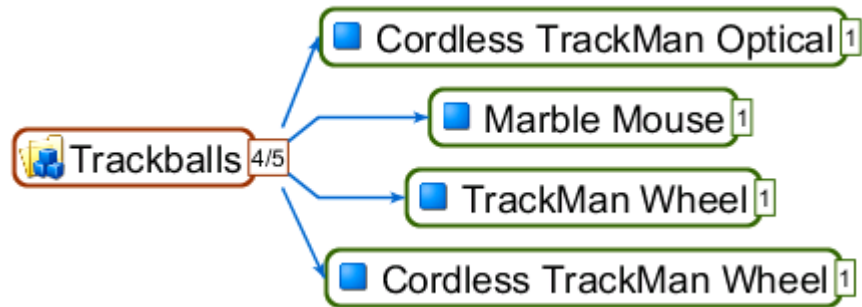 Cordless TrackMan Optical 1
Marble Mouse 1
Trackballs 4/5
TrackMan Wheel 1
Cordless TrackMan Wheel 1